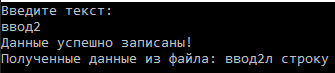 Введите текст:
ввод2
Данные успешно записаны!
Полученные данные из файла: ввод2л строку